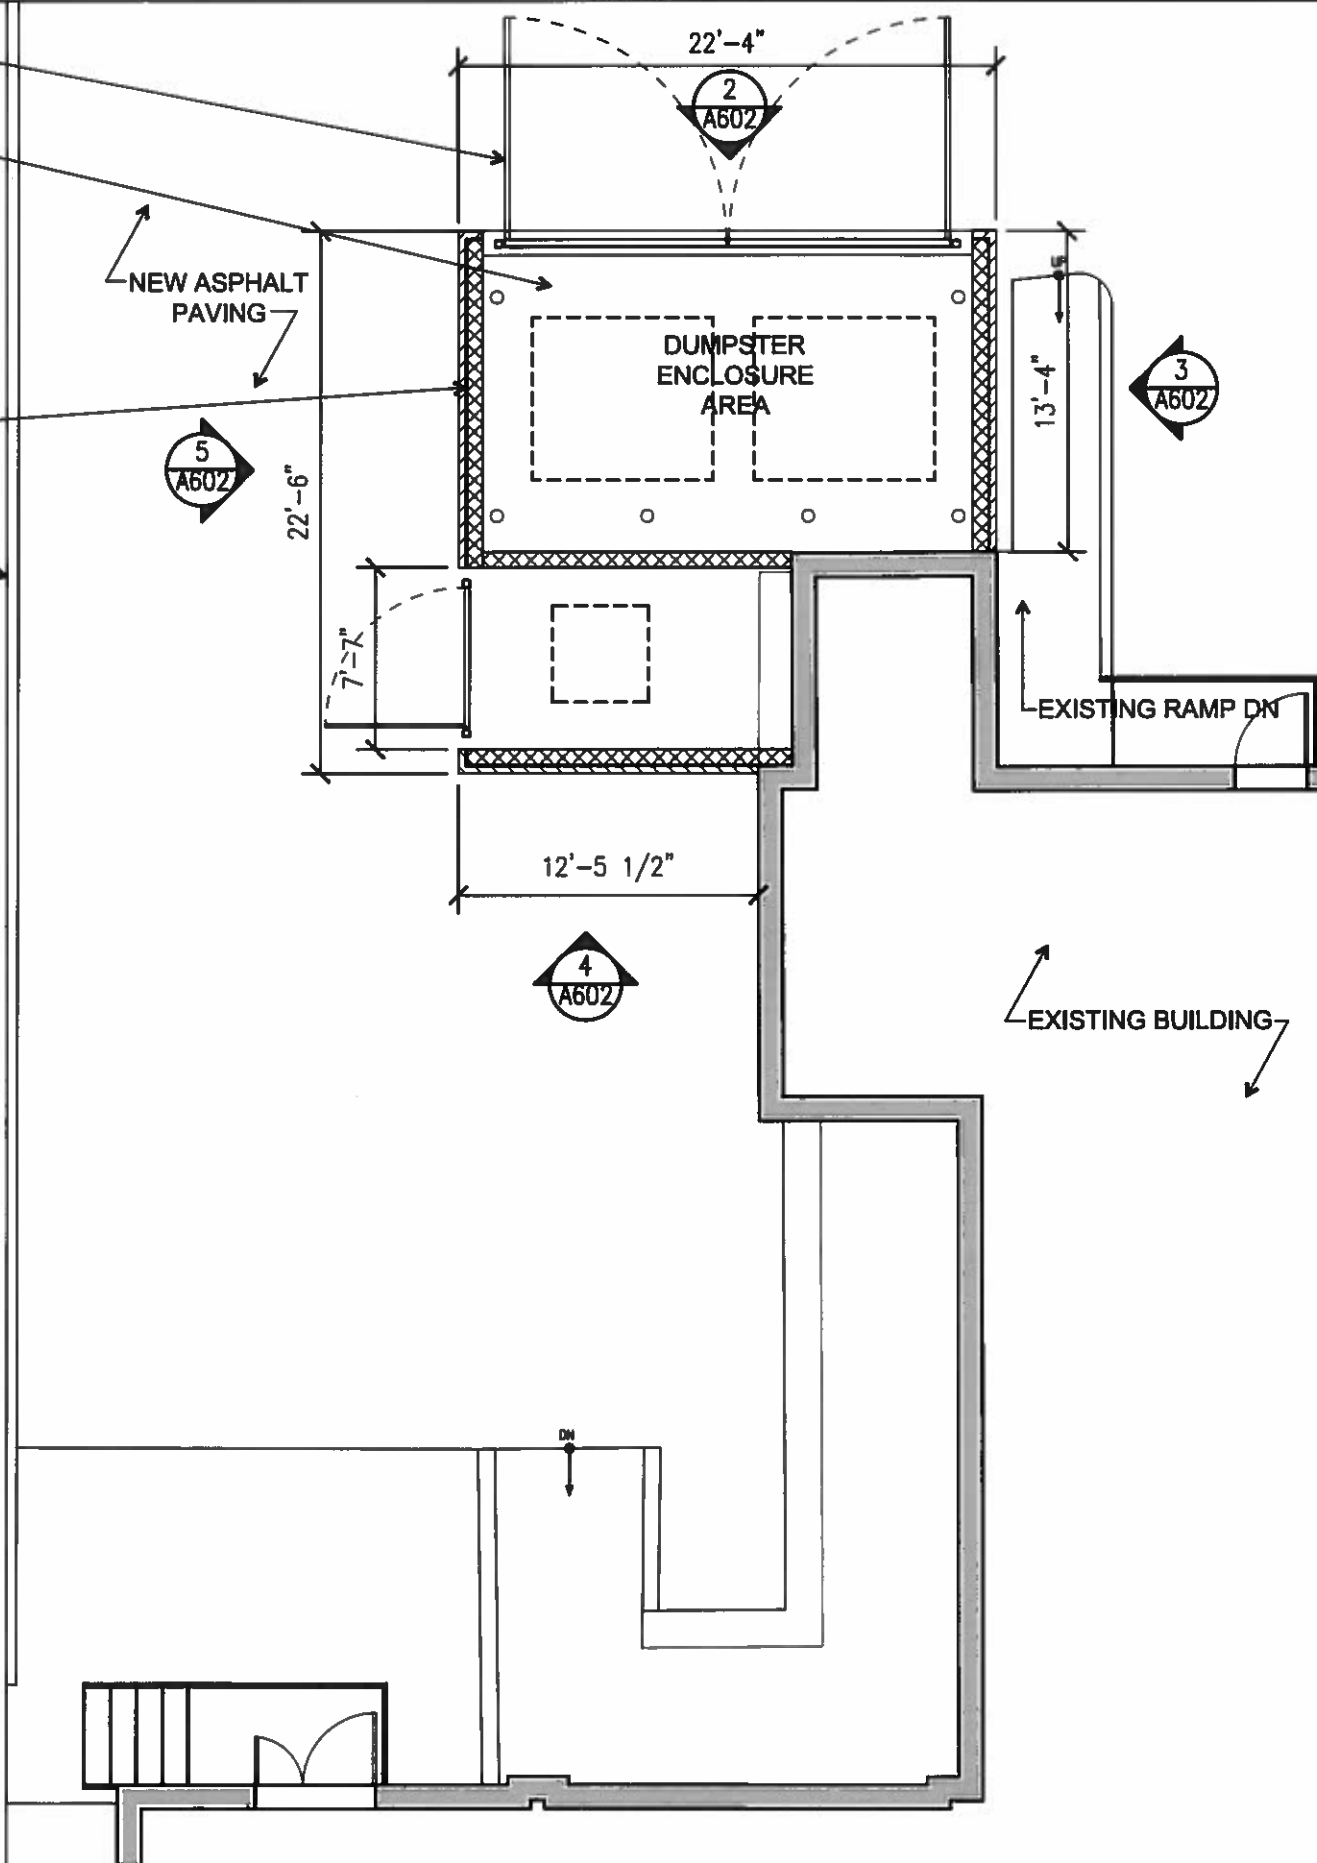 22'-4"
2
A602
UP
NEW ASPHALT
PAVING
DUMPSTER
ENCLOSURE
AREA
13'-4"
3
A602
5
A602
22'-6"
7'-7"
EXISTING RAMP DN
12'-5 1/2"
4
A602
EXISTING BUILDING
DN